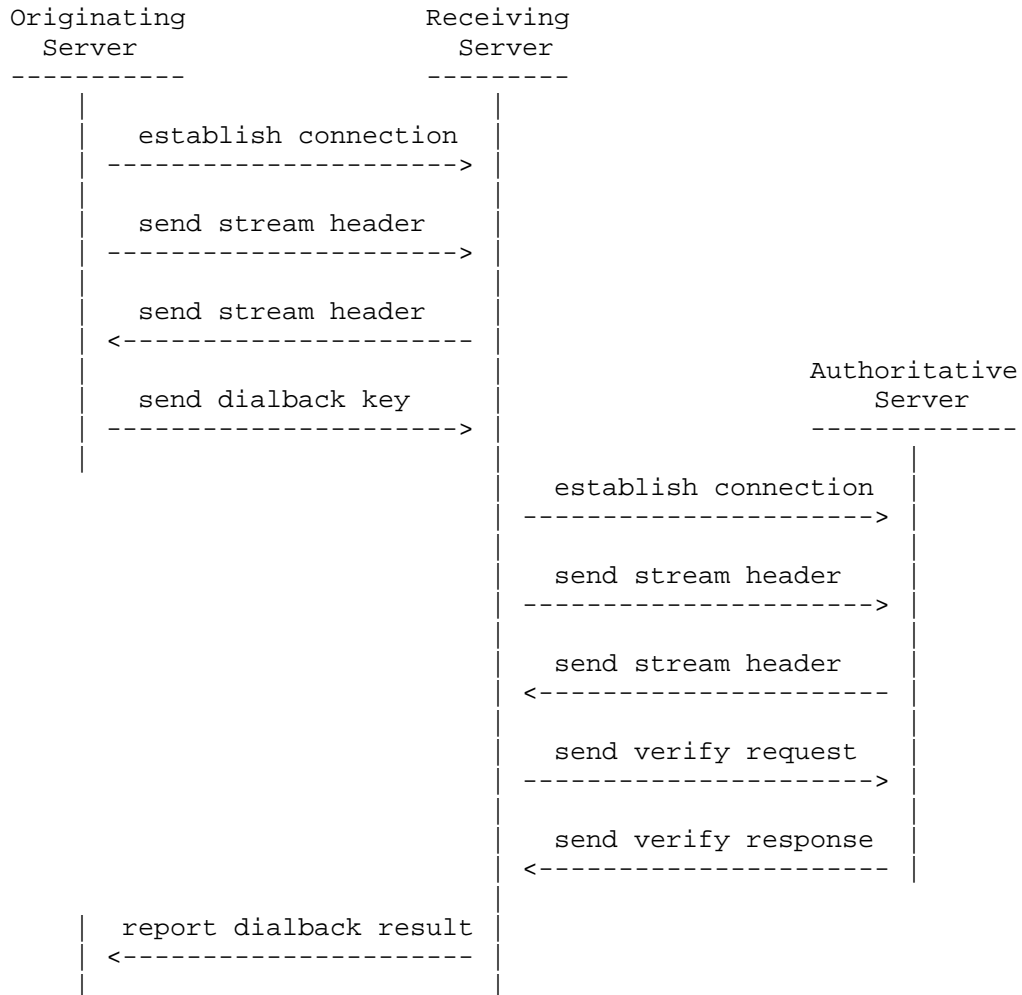 Originating Receiving
Server Server
----------- ---------
establish connection
---------------------->
send stream header
---------------------->
send stream header
<----------------------
Authoritative
send dialback key Server
----------------------> -------------
establish connection
---------------------->
send stream header
---------------------->
send stream header
<----------------------
send verify request
---------------------->
send verify response
<----------------------
report dialback result
<----------------------